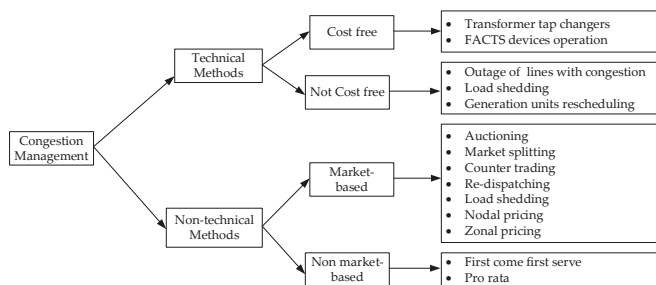 Cost free
• Transformer tap changers
• FACTS devices operation
Technical
Methods
Not Cost free
• Outage of lines with congestion
• Load shedding
• Generation units rescheduling
Congestion
Management
Market-
based
• Auctioning
• Market splitting
• Counter trading
• Re-dispatching
• Load shedding
• Nodal pricing
• Zonal pricing
Non-technical
Methods
Non market-
based
• First come first serve
• Pro rata